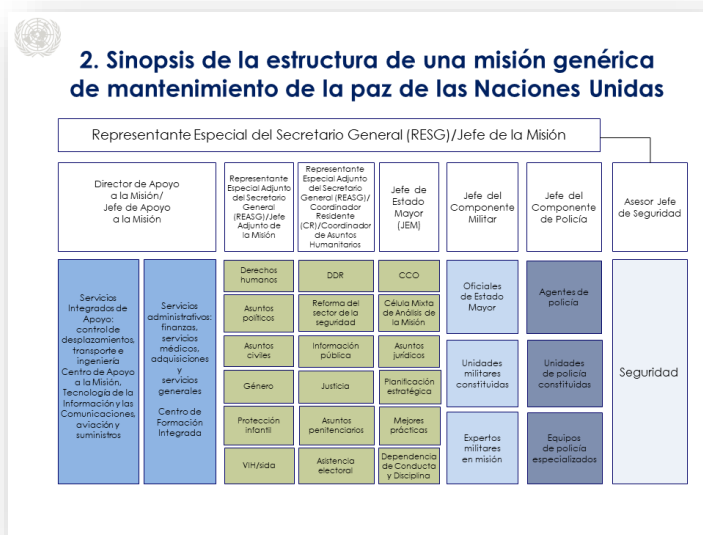 2. Sinopsis de la estructura de una misión genérica
de mantenimiento de la paz de las Naciones Unidas
Representante Especial del Secretario General (RESG)/Jefe de la Misión
Director de Apoyo
a la Misión/
Jefe de Apoyo
a la Misión
Representante
Especial Adjunto
del Secretario
General
(REASG)/Jefe
Adjunto de
la Misión
Representante
Especial Adjunto
del Secretario
General (REASG)/
Coordinador
Residente
(CR)/Coordinador
de Asuntos
Humanitarios
Jefe de
Estado
Mayor
(JEM)
Jefe del
Componente
Militar
Jefe del
Componente
de Policía
Asesor Jefe
de Seguridad
Servicios
Integrados de
Apoyo:
control de
desplazamientos,
transporte e
ingeniería
Centro de Apoyo
a la Misión,
Tecnología de la
Información y las
Comunicaciones,
aviación y
suministros
Servicios
administrativos:
finanzas,
servicios
médicos,
adquisiciones
y
servicios
generales
Centro de
Formación
Integrada
Derechos
humanos
Asuntos
políticos
Asuntos
civiles
Género
Protección
infantil
VIH/sida
DDR
Reforma del
sector de la
seguridad
Información
pública
Justicia
Asuntos
penitenciarios
Asistencia
electoral
CCO
Célula Mixta
de Análisis de
la Misión
Asuntos
jurídicos
Planificación
estratégica
Mejores
prácticas
Dependencia
de Conducta
y Disciplina
Oficiales
de Estado
Mayor
Unidades
militares
constituidas
Expertos
militares
en misión
Agentes de
policía
Unidades
de policía
constituidas
Equipos
de policía
especializados
Seguridad